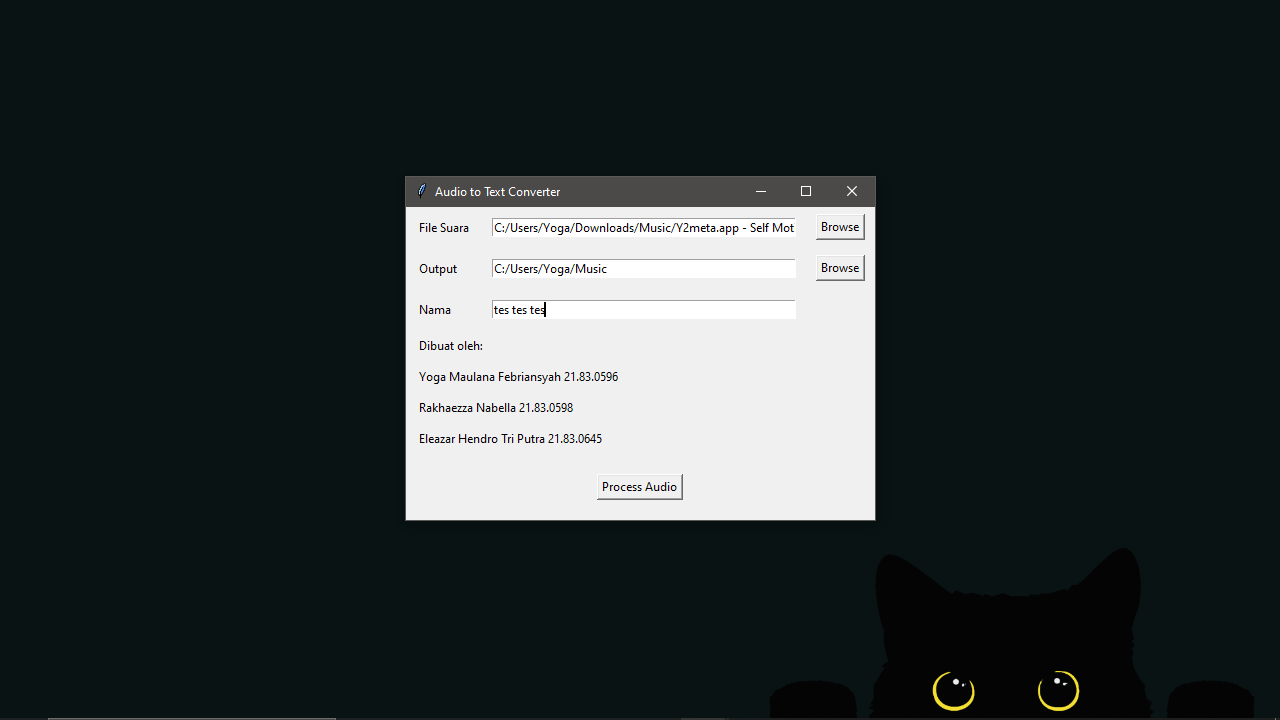 Audio to Text Converter
File Suara C:/Users/Yoga/Downloads/Music/Y2meta.app - Self Mot Browse
Output C:/Users/Yoga/Music Browse
Nama tes tes tes
Dibuat oleh:
Yoga Maulana Febriansyah 21.83.0596
Rakhaezza Nabella 21.83.0598
Eleazar Hendro Tri Putra 21.83.0645
Process Audio